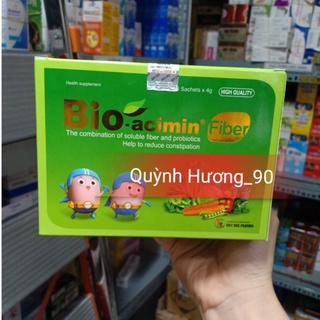 Health supplement
Sachets x 4g
HIGH QUALITY
Bio-acimin® Fiber
The combination of soluble fiber and probiotics
Help to reduce constipation
Quỳnh Hương_90